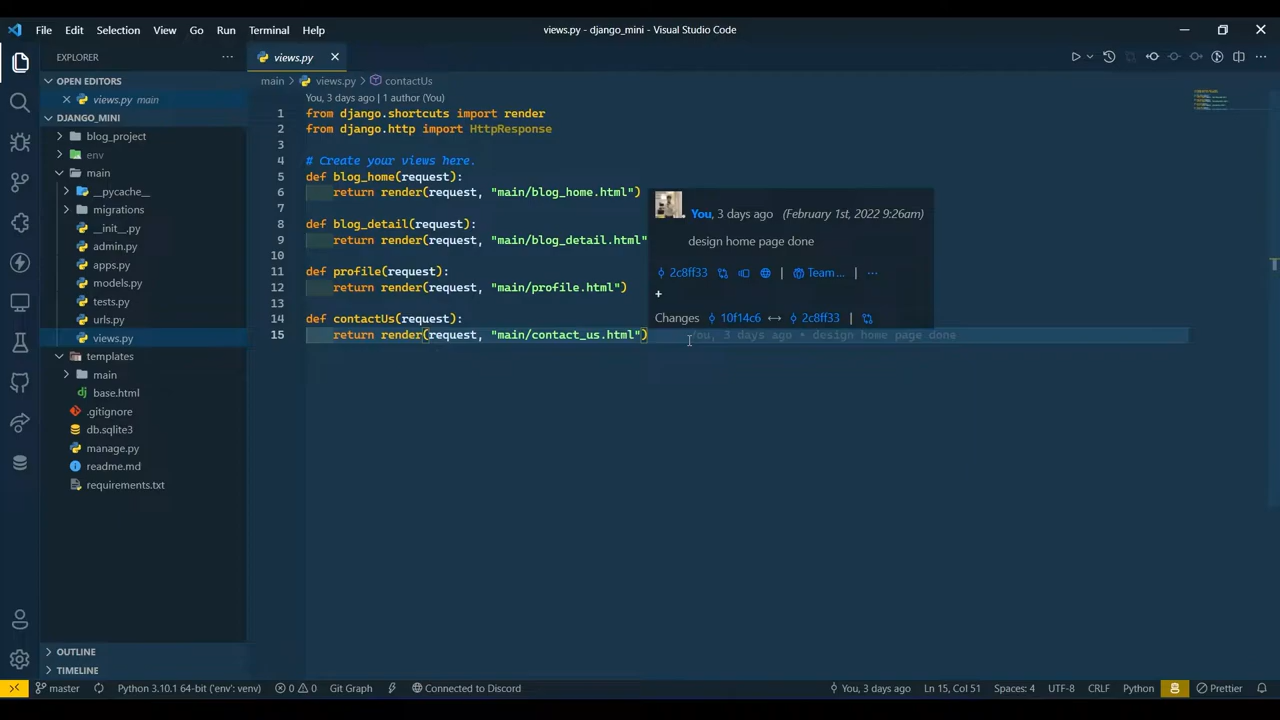 File Edit Selection View Go Run Terminal Help
views.py - django_mini - Visual Studio Code
EXPLORER
OPEN EDITORS
views.py main
DJANGO_MINI
blog_project
env
main
__pycache__
migrations
__init__.py
admin.py
apps.py
models.py
tests.py
urls.py
views.py
templates
main
base.html
.gitignore
db.sqlite3
manage.py
readme.md
requirements.txt
OUTLINE
TIMELINE
views.py
main > views.py > contactUs
You, 3 days ago | 1 author (You)
1 from django.shortcuts import render
2 from django.http import HttpResponse
3
4 # Create your views here.
5 def blog_home(request):
6 return render(request, "main/blog_home.html")
7
8 def blog_detail(request):
9 return render(request, "main/blog_detail.html"
10
11 def profile(request):
12 return render(request, "main/profile.html")
13
14 def contactUs(request):
15 return render(request, "main/contact_us.html") You, 3 days ago • design home page done
You, 3 days ago (February 1st, 2022 9:26am)
design home page done
2c8ff33 | Team... | ...
+
Changes 10f14c6 ↔ 2c8ff33 |
master Python 3.10.1 64-bit ('env': venv) 0 0 Git Graph Connected to Discord You, 3 days ago Ln 15, Col 51 Spaces: 4 UTF-8 CRLF Python Prettier